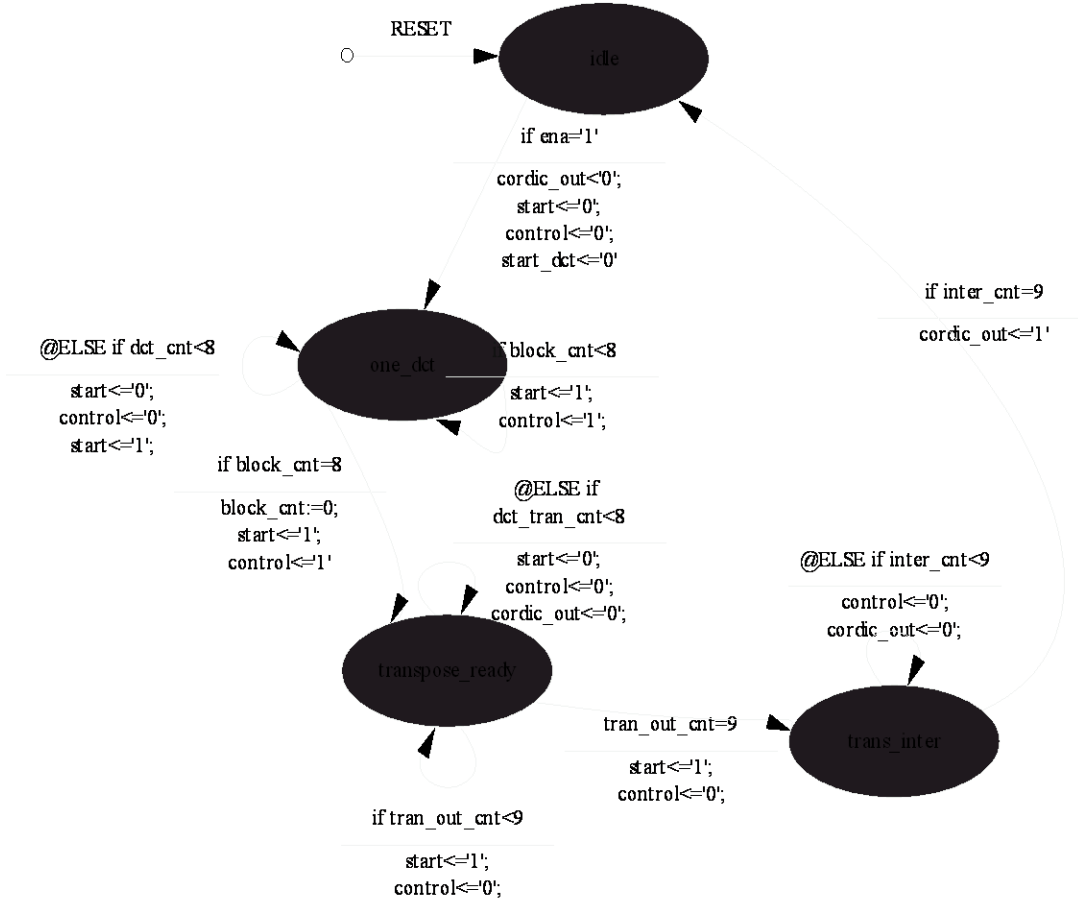 RESET
idle
if ena='1'
cordic_out<'0';
start<='0';
control<='0';
start_dct<='0'
if inter_cnt=9
cordic_out<='1'
@ELSE if dct_cnt<8
start<='0';
control<='0';
start<='1';
one_dct
if block_cnt<8
start<='1';
control<='1';
if block_cnt=8
block_cnt:=0;
start<='1';
control<='1'
@ELSE if
dct_tran_cnt<8
start<='0';
control<='0';
cordic_out<='0';
@ELSE if inter_cnt<9
control<='0';
cordic_out<='0';
transpose_ready
tran_out_cnt=9
start<='1';
control<='0';
trans_inter
if tran_out_cnt<9
start<='1';
control<='0';